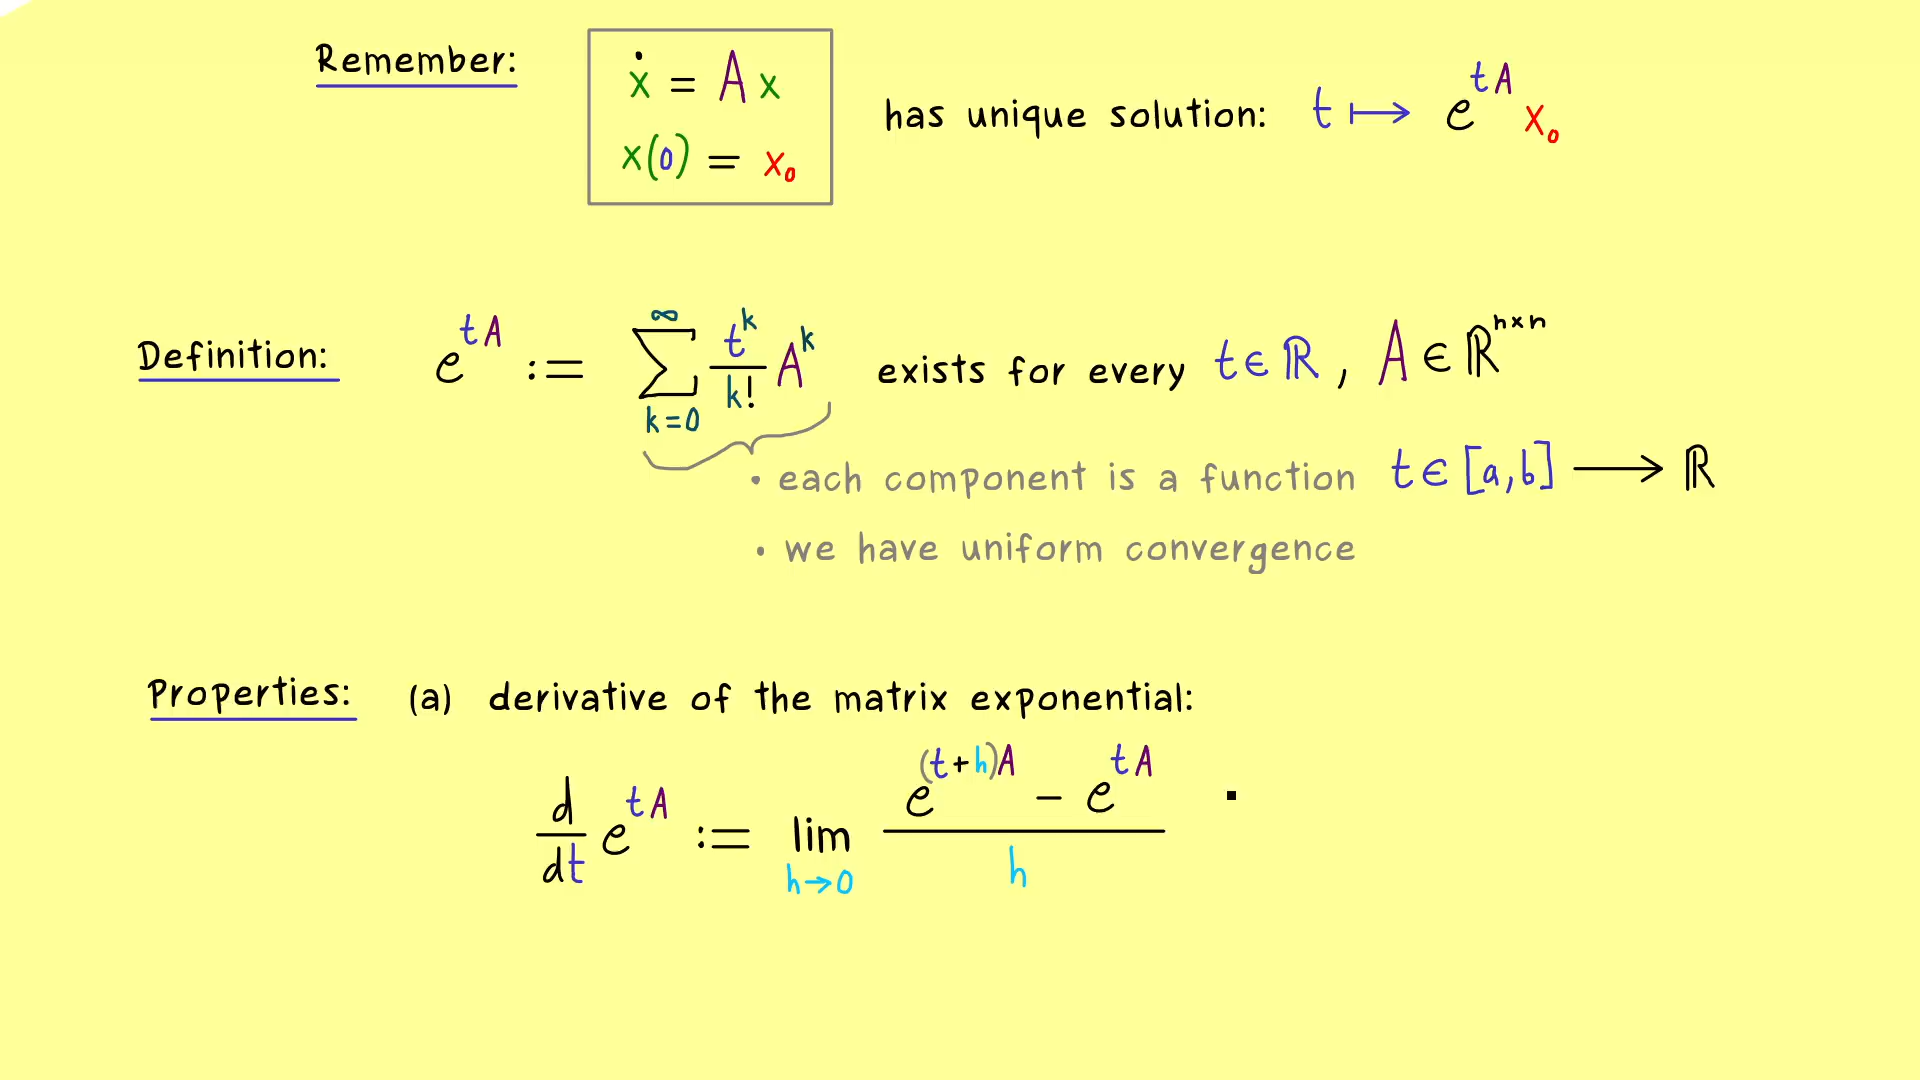 Remember: ẋ = A x
x(0) = x₀
has unique solution: t ⟼ e^{tA} x₀
Definition: e^{tA} := ∑_{k=0}^{∞} t^k/k! A^k exists for every t ∈ ℝ, A ∈ ℝ^{n×n}
• each component is a function t ∈ [a,b] ⟶ ℝ
• we have uniform convergence
Properties: (a) derivative of the matrix exponential:
d/dt e^{tA} := lim_{h→0} (e^{(t+h)A} − e^{tA})/h